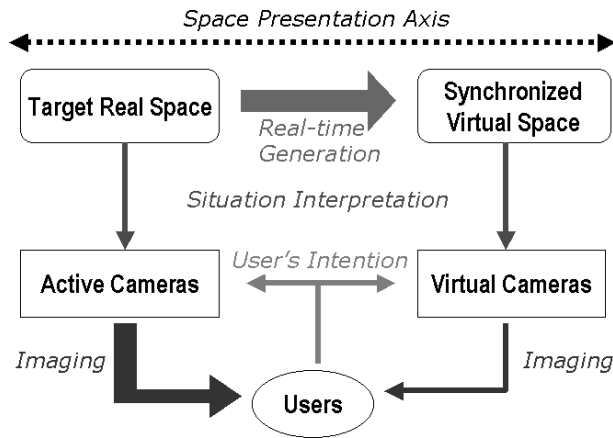 Space Presentation Axis
Target Real Space
Synchronized
Virtual Space
Real-time
Generation
Situation Interpretation
User's Intention
Active Cameras
Virtual Cameras
Imaging
Imaging
Users